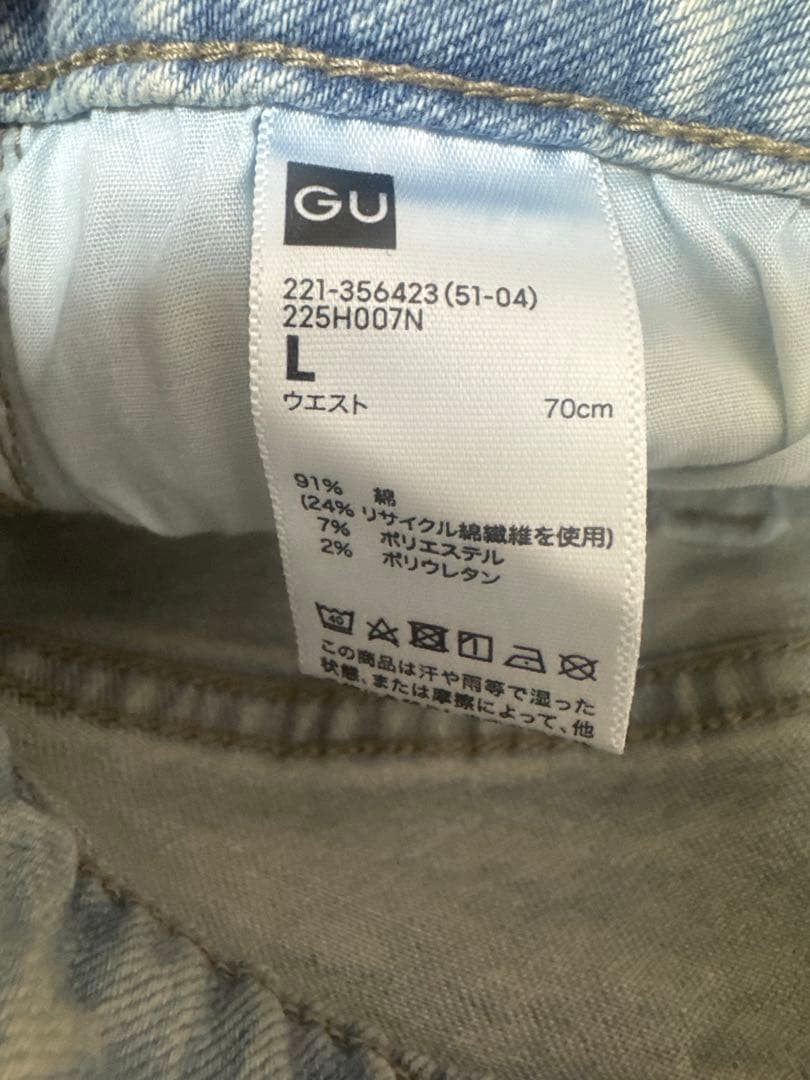 GU
221-356423(51-04)
225H007N
L
ウエスト 70cm
91% 綿
(24% リサイクル綿繊維を使用)
7% ポリエステル
2% ポリウレタン
40
この商品は汗や雨等で湿った
状態、または摩擦によって、他